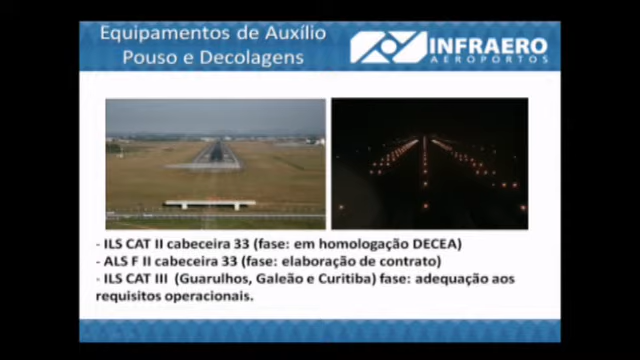 Equipamentos de Auxílio
Pouso e Decolagens
INFRAERO
AEROPORTOS
- ILS CAT II cabeceira 33 (fase: em homologação DECEA)
- ALS F II cabeceira 33 (fase: elaboração de contrato)
- ILS CAT III (Guarulhos, Galeão e Curitiba) fase: adequação aos
requisitos operacionais.